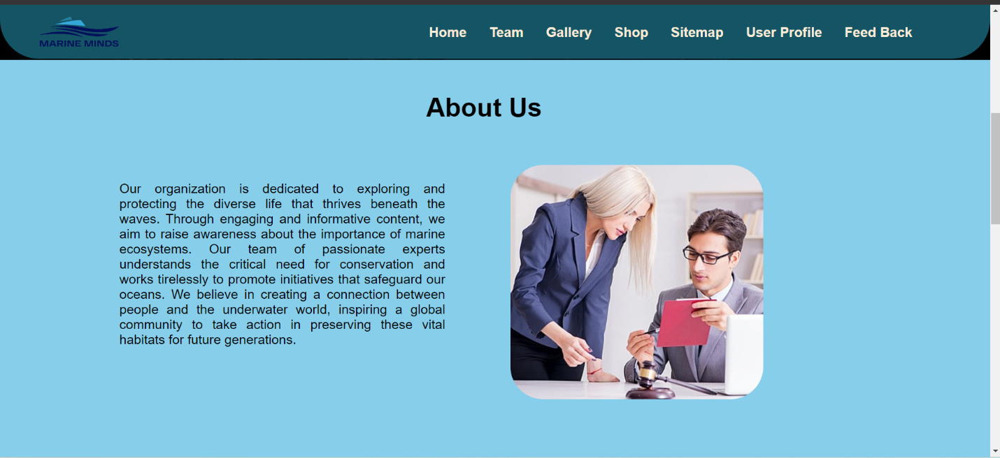 MARINE MINDS
Home Team Gallery Shop Sitemap User Profile Feed Back
About Us
Our organization is dedicated to exploring and
protecting the diverse life that thrives beneath the
waves. Through engaging and informative content, we
aim to raise awareness about the importance of marine
ecosystems. Our team of passionate experts
understands the critical need for conservation and
works tirelessly to promote initiatives that safeguard our
oceans. We believe in creating a connection between
people and the underwater world, inspiring a global
community to take action in preserving these vital
habitats for future generations.